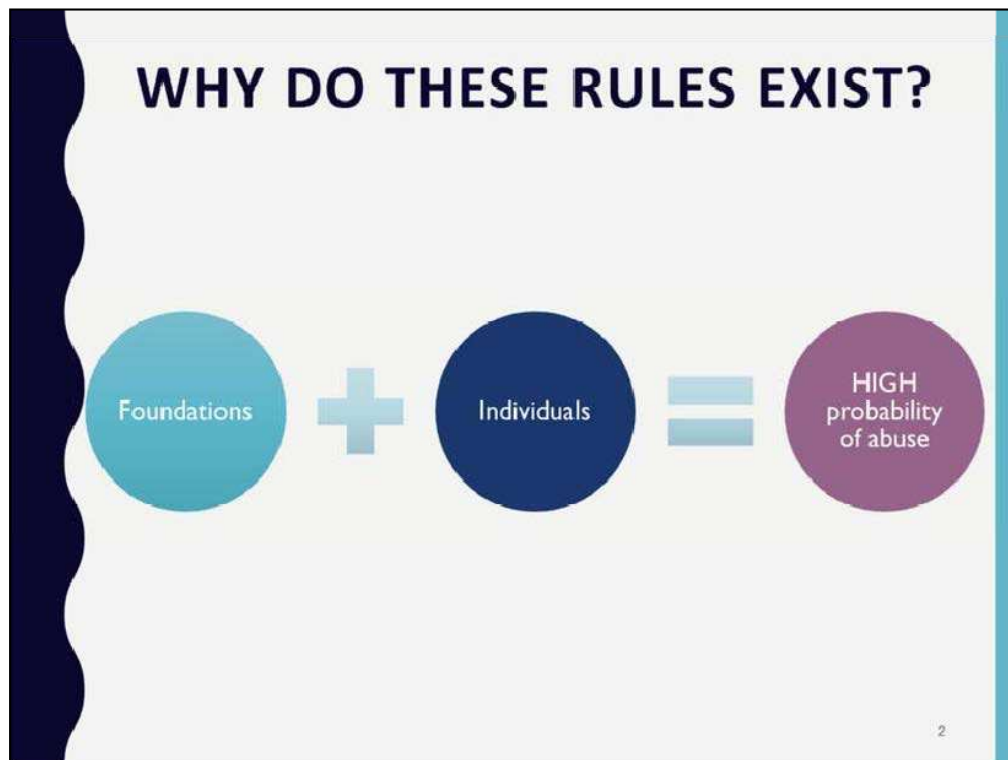 WHY DO THESE RULES EXIST?
Foundations
Individuals
HIGH
probability
of abuse
2